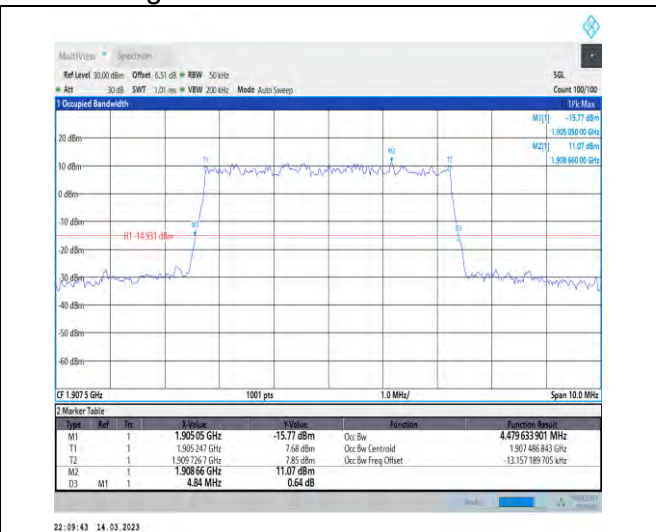 MultiView Spectrum
Ref Level 30.00 dBm Offset 6.51 dB RBW 50 kHz SGL
Att 30 dB SWT 1.01 ms VBW 200 kHz Mode Auto Sweep Count 100/100
1 Occupied Bandwidth 1Pk Max
M1[1] -15.77 dBm
1.905 050 00 GHz
M2[1] 11.07 dBm
1.908 660 00 GHz
20 dBm
M2
T1 T2
10 dBm
0 dBm
-10 dBm
M1 D3
H1 -14.931 dBm
-20 dBm
-30 dBm
-40 dBm
-50 dBm
-60 dBm
CF 1.907 5 GHz 1001 pts 1.0 MHz/ Span 10.0 MHz
2 Marker Table
Type Ref Trc X-Value Y-Value Function Function Result
M1 1 1.905 05 GHz -15.77 dBm Occ Bw 4.479 633 901 MHz
T1 1 1.905 247 GHz 7.68 dBm Occ Bw Centroid 1.907 486 843 GHz
T2 1 1.909 726 7 GHz 7.85 dBm Occ Bw Freq Offset -13.157 189 705 kHz
M2 1 1.908 66 GHz 11.07 dBm
D3 M1 1 4.84 MHz 0.64 dB
22:09:43 14.03.2023